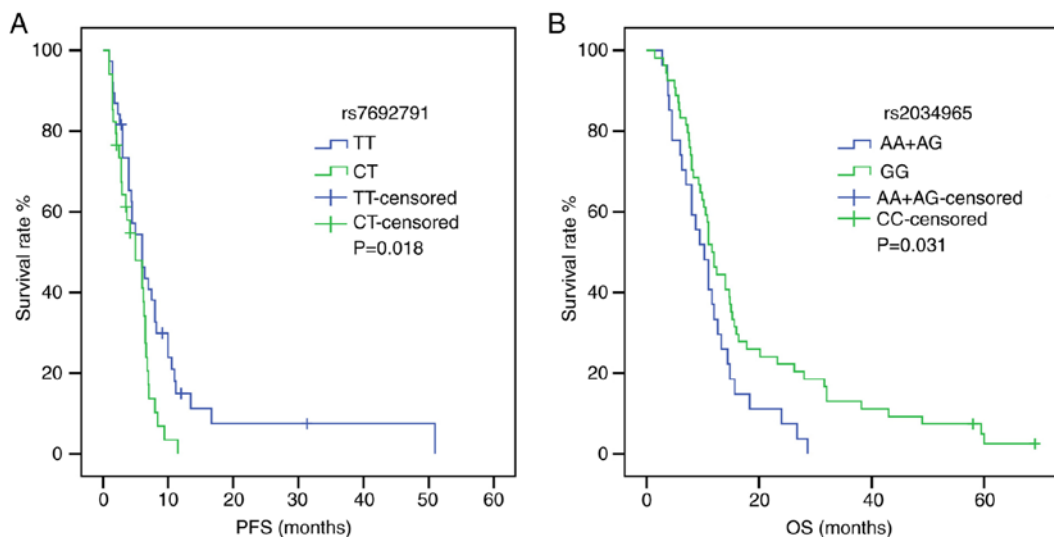 A
100
80
60
40
20
0
Survival rate %
rs7692791
TT
CT
TT-censored
CT-censored
P=0.018
0 10 20 30 40 50 60
PFS (months)
B
100
80
60
40
20
0
Survival rate %
rs2034965
AA+AG
GG
AA+AG-censored
CC-censored
P=0.031
0 20 40 60
OS (months)